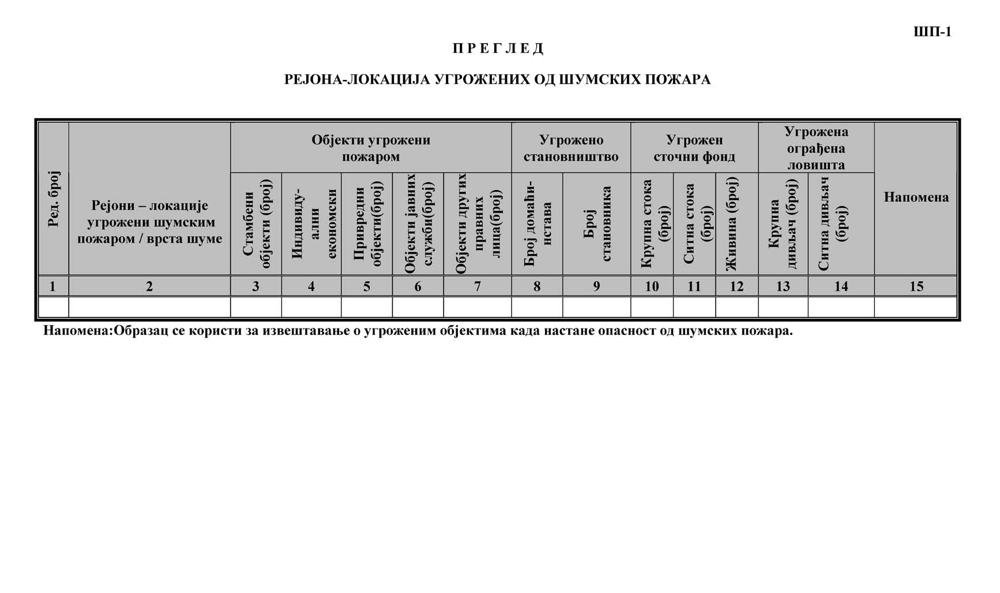 ШП-1
П Р Е Г Л Е Д
РЕЈОНА-ЛОКАЦИЈА УГРОЖЕНИХ ОД ШУМСКИХ ПОЖАРА
Ред. број
Рејони – локације
угрожени шумским
пожаром / врста шуме
Објекти угрожени
пожаром
Угрожено
становништво
Угрожен
сточни фонд
Угрожена
ограђена
ловишта
Напомена
Стамбени
објекти (број)
Индивиду-
ални
економски
Привредни
објекти(број)
Објекти јавних
служби(број)
Објекти других
правних
лица(број)
Број домаћи-
нстава
Број
становника
Крупна стока
(број)
Ситна стока
(број)
Живина (број)
Крупна
дивљач (број)
Ситна дивљач
(број)
1 2 3 4 5 6 7 8 9 10 11 12 13 14 15
Напомена:Образац се користи за извештавање о угроженим објектима када настане опасност од шумских пожара.